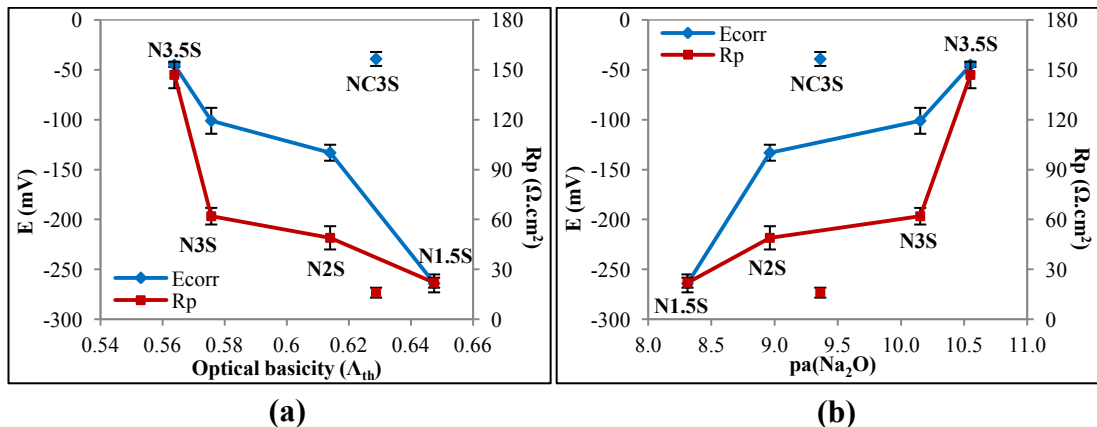 0
-50
-100
-150
-200
-250
-300
E (mV)
180
150
120
90
60
30
0
Rp (Ω.cm²)
N3.5S
NC3S
N3S
N2S
N1.5S
Ecorr
Rp
0.54 0.56 0.58 0.60 0.62 0.64 0.66
Optical basicity (Λth)
(a)
0
-50
-100
-150
-200
-250
-300
E (mV)
180
150
120
90
60
30
0
Rp (Ω.cm²)
Ecorr
Rp
N3.5S
NC3S
N3S
N2S
N1.5S
8.0 8.5 9.0 9.5 10.0 10.5 11.0
pa(Na₂O)
(b)